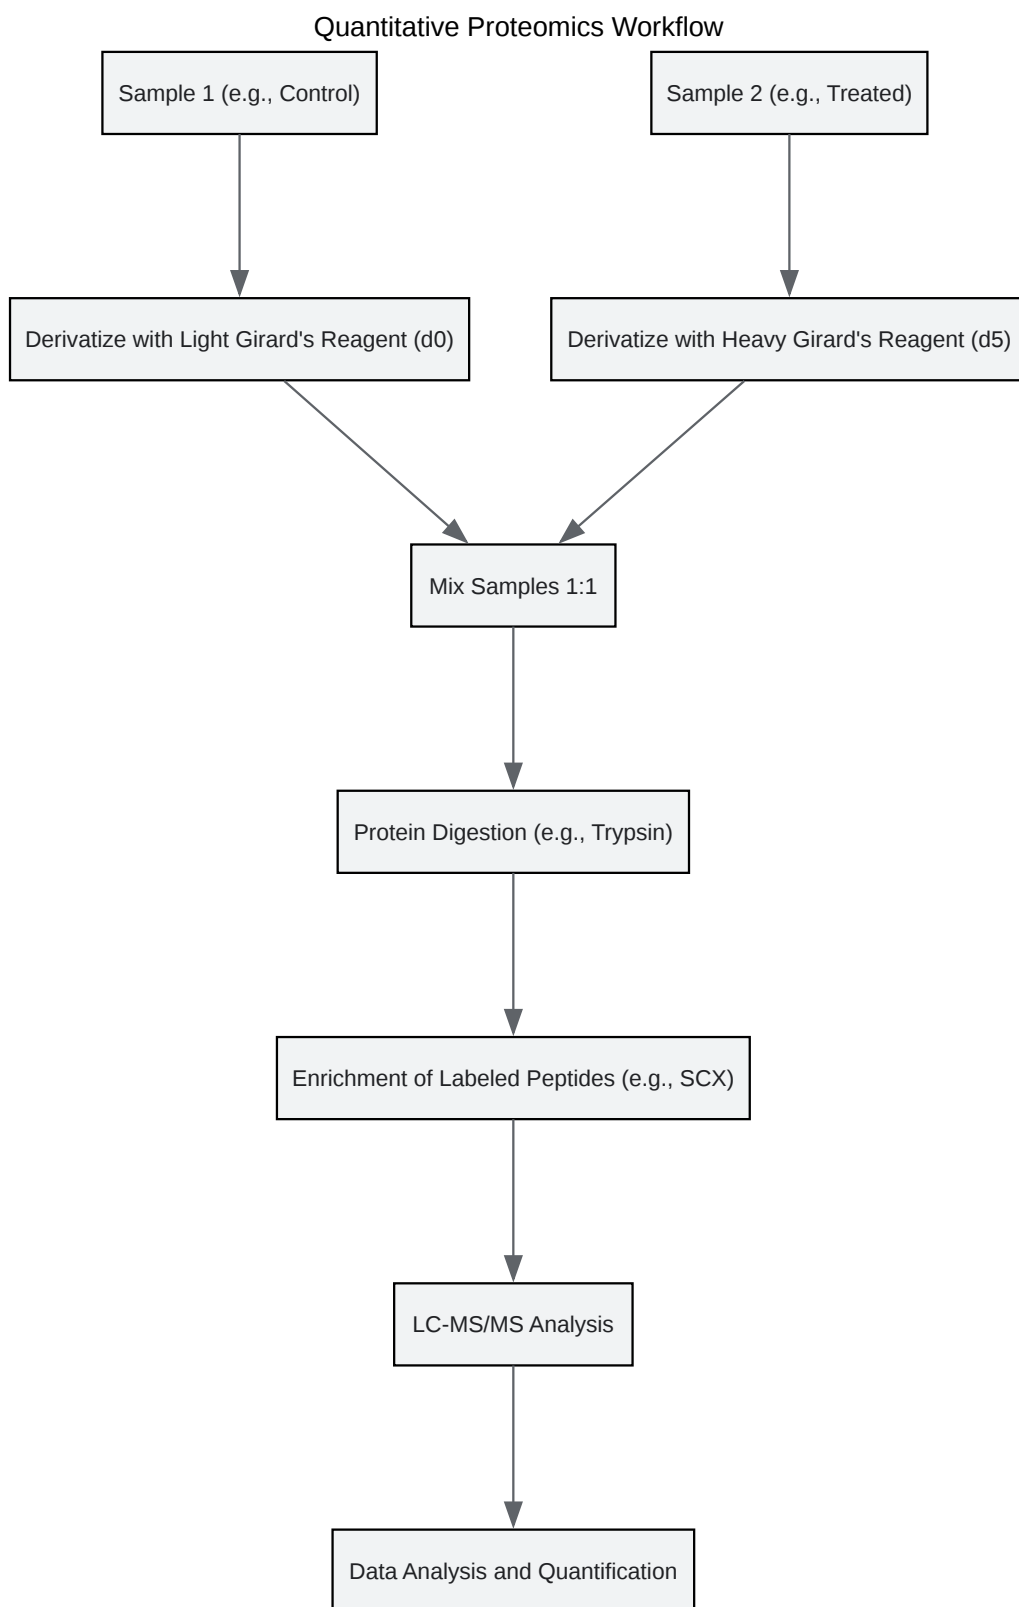 Quantitative Proteomics Workflow
Sample 1 (e.g., Control)
Sample 2 (e.g., Treated)
Derivatize with Light Girard's Reagent (d0)
Derivatize with Heavy Girard's Reagent (d5)
Mix Samples 1:1
Protein Digestion (e.g., Trypsin)
Enrichment of Labeled Peptides (e.g., SCX)
LC-MS/MS Analysis
Data Analysis and Quantification